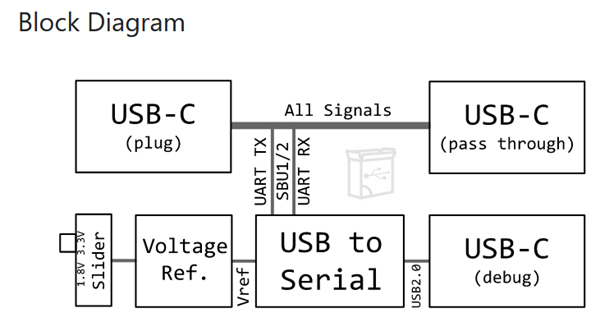 Block Diagram
USB-C
(plug)
All Signals
USB-C
(pass through)
UART TX
SBU1/2
UART RX
1.8V 3.3V
Slider
Voltage
Ref.
Vref
USB to
Serial
USB2.0
USB-C
(debug)